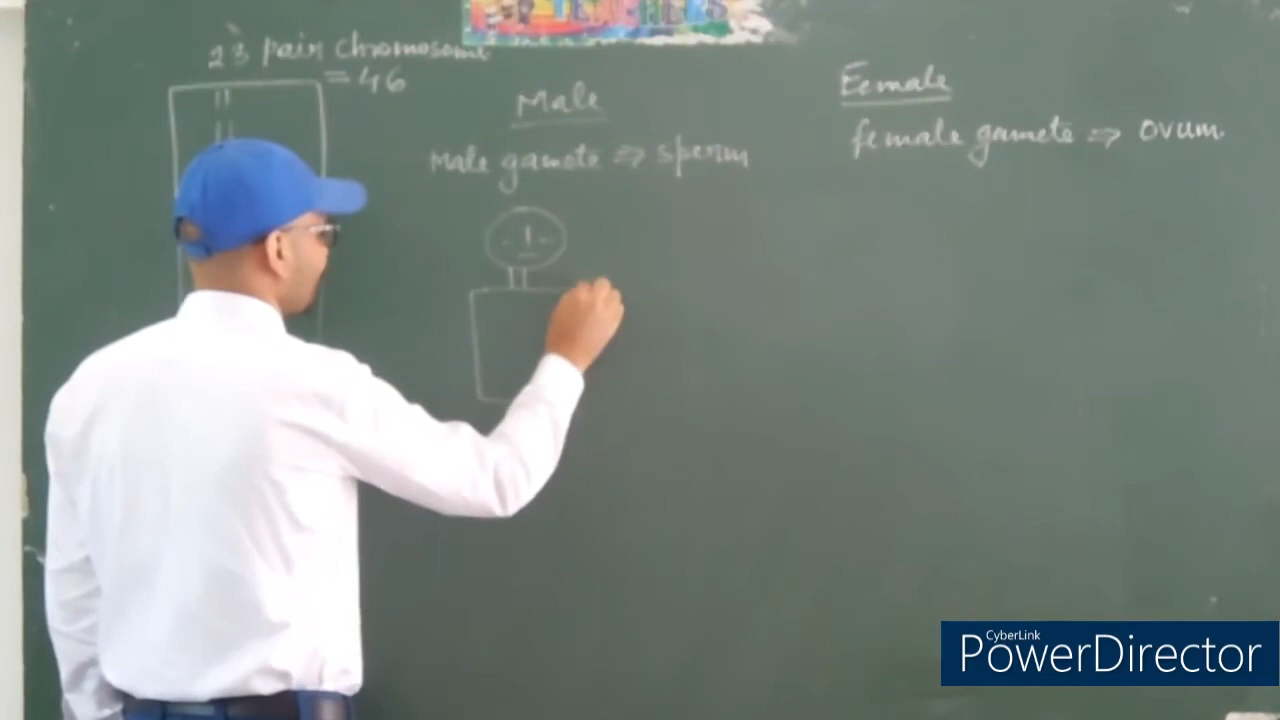 23 pair chromosome
= 46
Male
Male gamete ⇒ sperm
Female
female gamete ⇒ ovum
CyberLink
PowerDirector